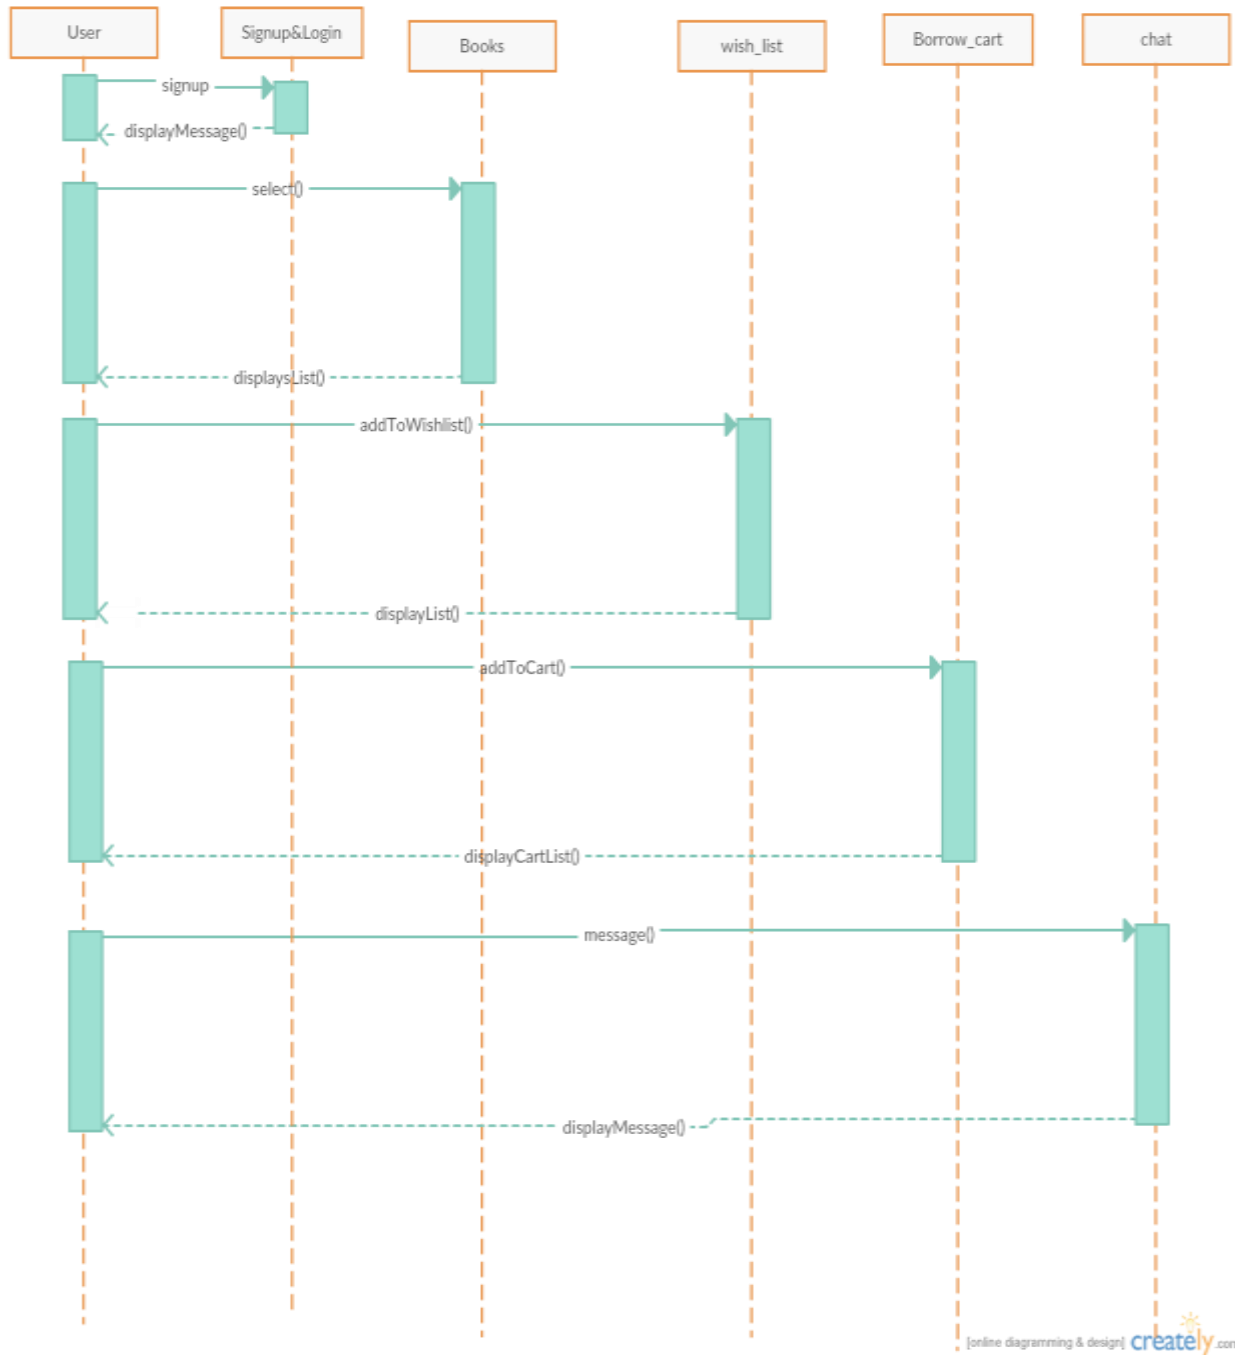 User
Signup&Login
Books
wish_list
Borrow_cart
chat
signup
displayMessage()
select()
displaysList()
addToWishlist()
displayList()
addToCart()
displayCartList()
message()
displayMessage()
[online diagramming & design] creately.com